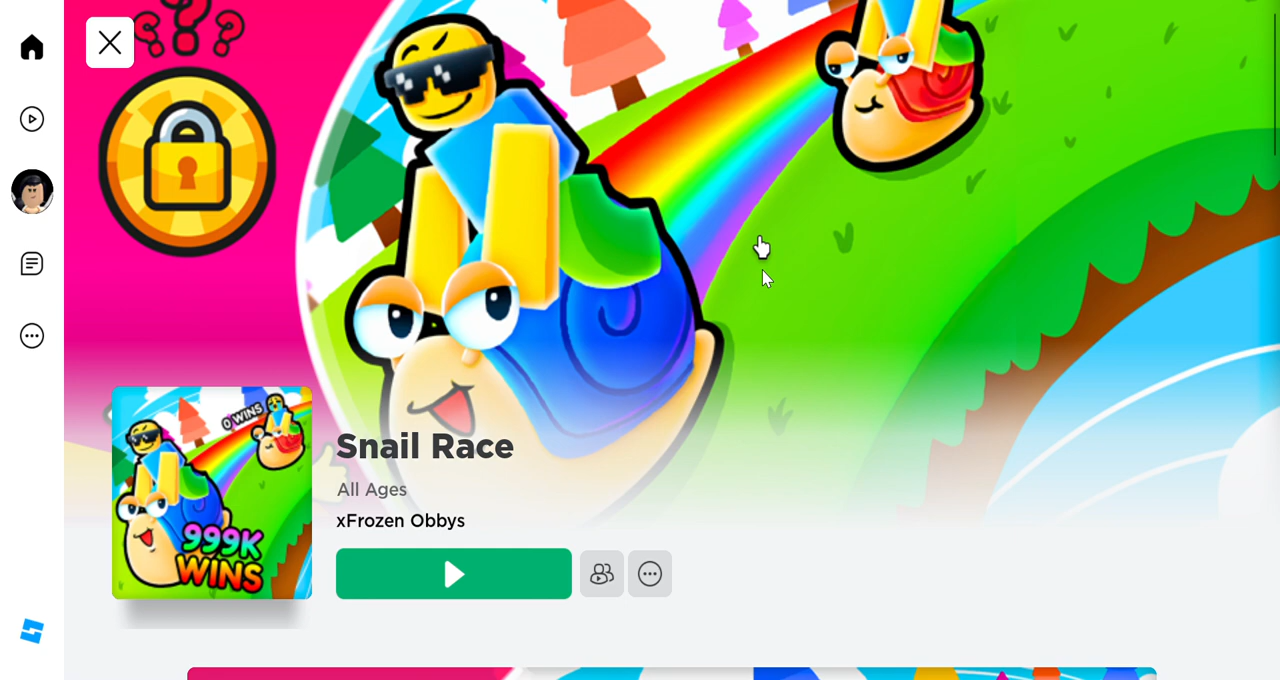 ???
0 WINS
999K
WINS
Snail Race
All Ages
xFrozen Obbys